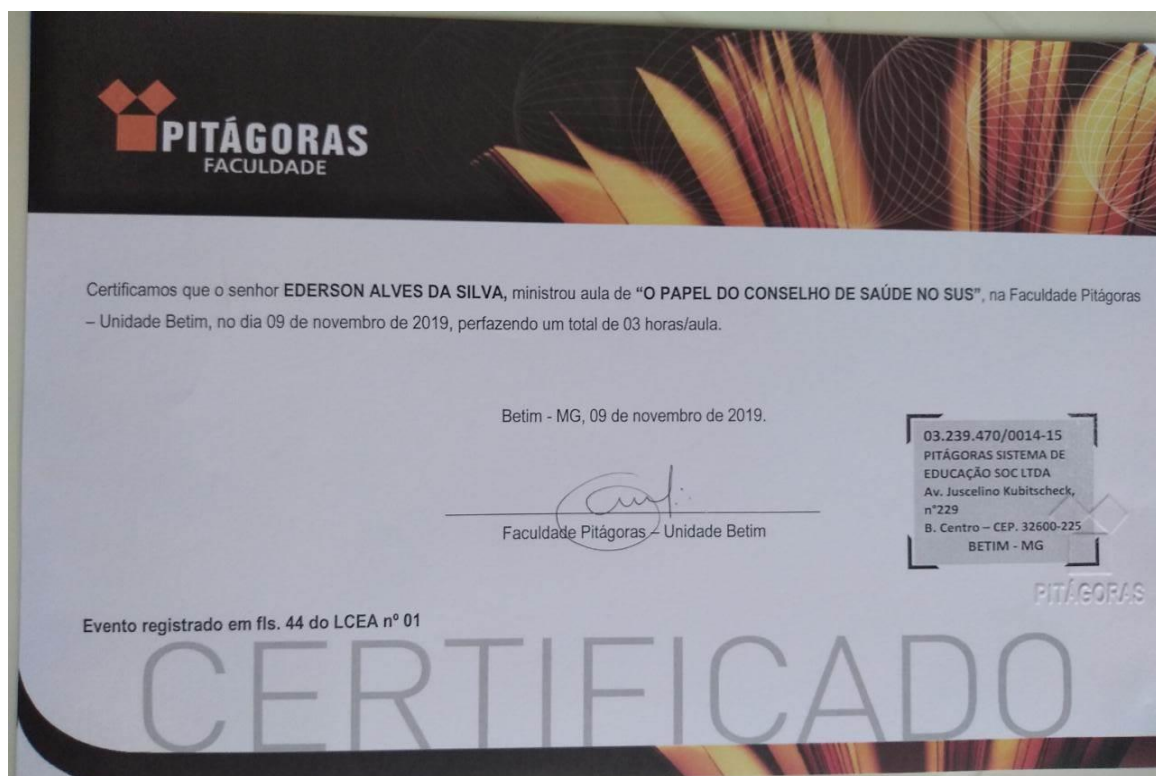 PITÁGORAS
FACULDADE
Certificamos que o senhor EDERSON ALVES DA SILVA, ministrou aula de “O PAPEL DO CONSELHO DE SAÚDE NO SUS”, na Faculdade Pitágoras
– Unidade Betim, no dia 09 de novembro de 2019, perfazendo um total de 03 horas/aula.
Betim - MG, 09 de novembro de 2019.
Faculdade Pitágoras – Unidade Betim
03.239.470/0014-15
PITÁGORAS SISTEMA DE
EDUCAÇÃO SOC LTDA
Av. Juscelino Kubitscheck,
n°229
B. Centro – CEP. 32600-225
BETIM - MG
PITÁGORAS
Evento registrado em fls. 44 do LCEA nº 01
CERTIFICADO